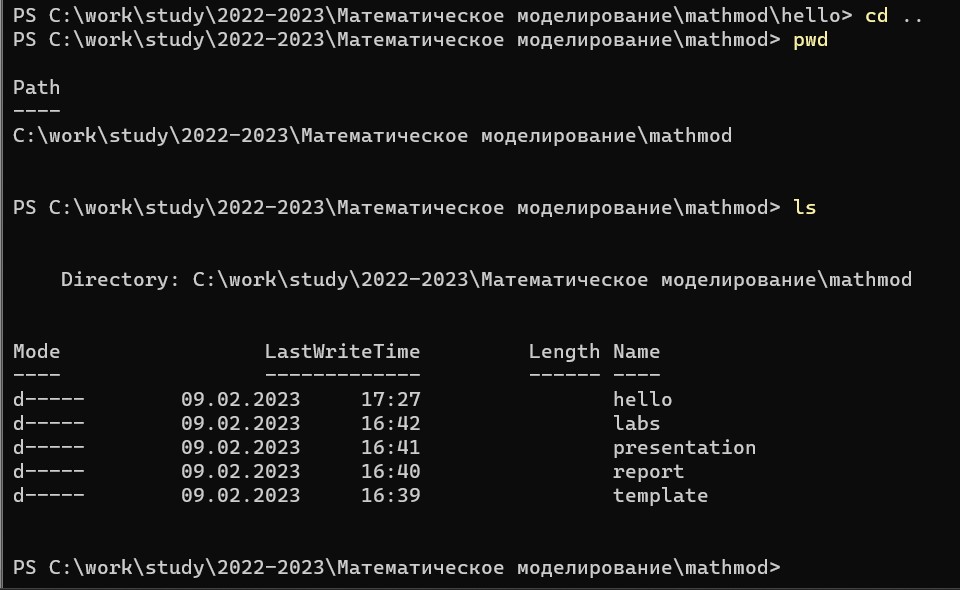 PS C:\work\study\2022-2023\Математическое моделирование\mathmod\hello> cd ..
PS C:\work\study\2022-2023\Математическое моделирование\mathmod> pwd
Path
----
C:\work\study\2022-2023\Математическое моделирование\mathmod
PS C:\work\study\2022-2023\Математическое моделирование\mathmod> ls
Directory: C:\work\study\2022-2023\Математическое моделирование\mathmod
Mode LastWriteTime Length Name
---- ------------- ------ ----
d----- 09.02.2023 17:27 hello
d----- 09.02.2023 16:42 labs
d----- 09.02.2023 16:41 presentation
d----- 09.02.2023 16:40 report
d----- 09.02.2023 16:39 template
PS C:\work\study\2022-2023\Математическое моделирование\mathmod>